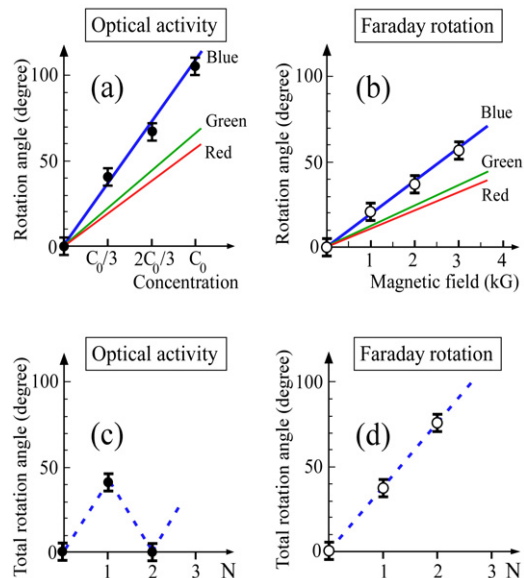 Optical activity
Rotation angle (degree)
100
50
0
(a)
Blue
Green
Red
C₀/3 2C₀/3 C₀
Concentration
Faraday rotation
Rotation angle (degree)
100
50
0
(b)
Blue
Green
Red
1 2 3 4
Magnetic field (kG)
Optical activity
Total rotation angle (degree)
100
50
0
(c)
1 2 3 N
Faraday rotation
Total rotation angle (degree)
100
50
0
(d)
1 2 3 N